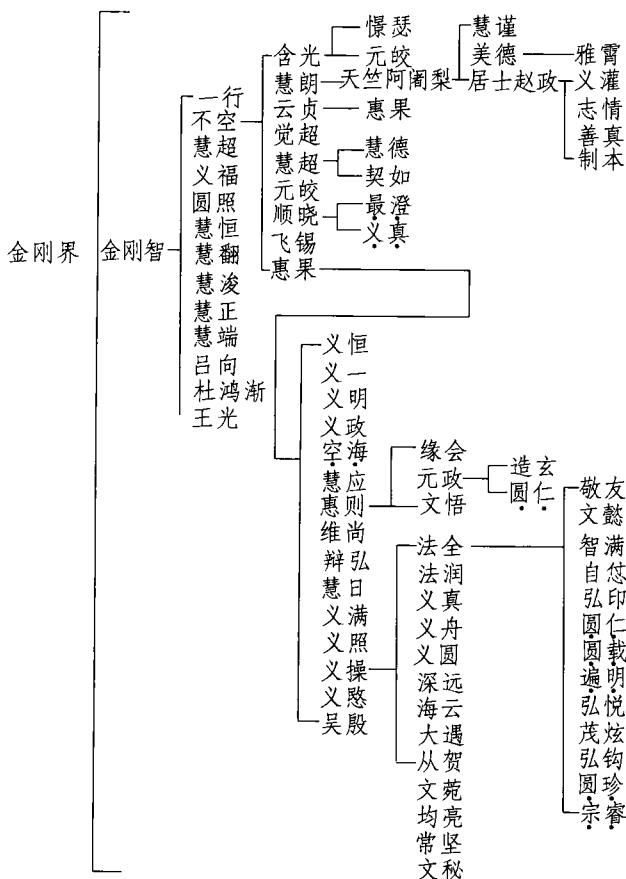 金刚界
金刚智
一行
不空
慧超
义福
圆照
慧恒
慧翻
慧浚
慧正
慧端
吕向
杜鸿渐
王光
含光
慧朗
云贞
觉超
慧超
元皎
顺晓
飞锡
惠果
憬瑟
元皎
天竺阿阇梨
惠果
慧德
契如
最澄
义真
慧谨
美德
居士赵政
雅霄
义灌
志情
善真
制本
义恒
义一
义明
义政
空海
慧应
惠则
维尚
辩弘
慧日
义满
义照
义操
义愍
吴殷
缘会
元政
文悟
造玄
圆仁
法全
法润
义真
义舟
义圆
深远
海云
大遇
从贺
文苑
均亮
常坚
文秘
敬友
文懿
智满
自愆
弘印
圆仁
圆载
遍明
弘悦
茂炫
弘钩
圆珍
宗睿